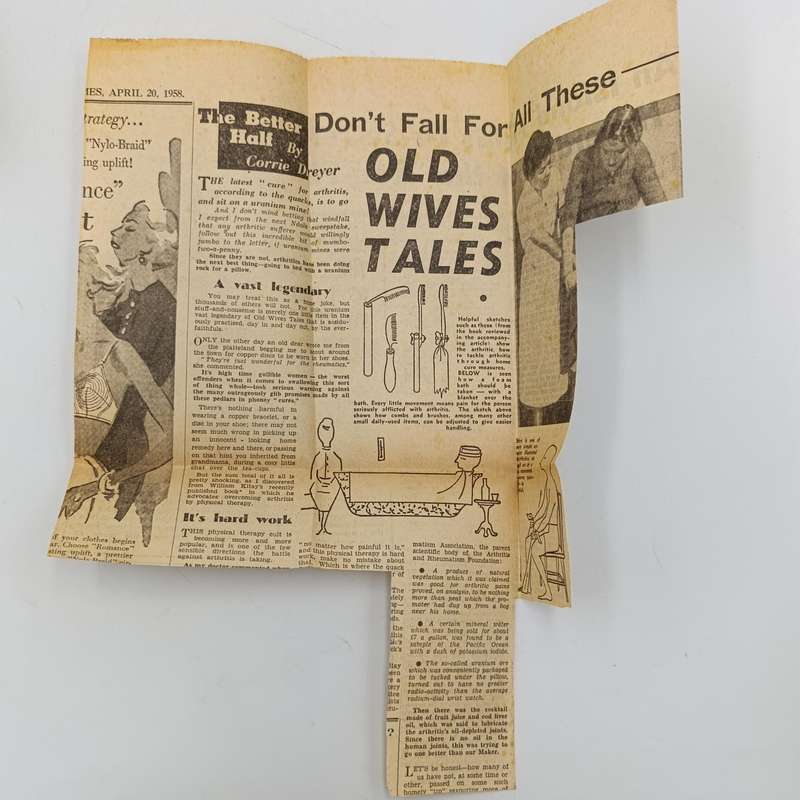 MES, APRIL 20, 1958.
trategy...
"Nylo-Braid"
ing uplift!
nce"
t
of your clothes begins
ar. Choose "Romance"
sting uplift, a prettier
The Better
Half By
Corrie Dreyer
THE latest "cure" for arthritis,
according to the quacks, is to go
and sit on a uranium mine!
And I don't mind betting that windfall
I expect from the next Ndola sweepstake,
that any arthritic sufferer would willingly
follow out this incredible bit of mumbo-
jumbo to the letter, if uranium mines were
two-a-penny.
Since they are not, arthritics have been doing
the next best thing—going to bed with a uranium
rock for a pillow.
A vast legendary
You may treat this as a joke, but
thousands of others will not. For this uranium
stuff-and-nonsense is merely one little item in the
vast legendary of Old Wives Tales that is assidu-
ously practised, day in and day out, by the ever-
faithful.
ONLY the other day an old dear wrote me from
the platteland begging me to scout around
the town for copper discs to be worn in her shoes.
"They're just wonderful for the rheumatics,"
she commented.
It's high time gullible women—the worst
offenders when it comes to swallowing this sort
of thing whole—took serious warning against
the many outrageously glib promises made by all
these pedlars in phoney "cures."
There's nothing harmful in
wearing a copper bracelet, or a
disc in your shoe; there may not
seem much wrong in picking up
an innocent-looking home
remedy here and there, or passing
on that hint you inherited from
grandmama, during a cosy little
chat over the tea-cups.
But the sum total of it all is
pretty shocking, as I discovered
from William Kitay's recently
published book* in which he
advocates overcoming arthritis
by physical therapy.
It's hard work
THIS physical therapy cult is
becoming more and more
popular, and is one of the few
sensible directions the battle
against arthritis is taking.
Don't Fall For All These
OLD
WIVES
TALES
Helpful sketches
such as these (from
the book reviewed
in the accompany-
ing article) show
the arthritic how
to tackle arthritis
through home
cure measures.
BELOW is seen
how a foam
bath should be
taken—with a
blanket over the
bath. Every little movement means pain for the person
seriously afflicted with arthritis. The sketch above
shows how combs and brushes, among many other
small daily-used items, can be adjusted to give easier
handling.
"no matter how painful it is,"
and this physical therapy is hard
work, make no mistake about
that. Which is where the quack
matism Association, the parent
scientific body of the Arthritis
and Rheumatism Foundation:
● A product of natural
vegetation which it was claimed
was good for arthritic pains
proved, on analysis, to be nothing
more than peat which the pro-
moter had dug up from a bog
near his home.
● A certain mineral water
which was being sold for about
£7 a gallon, was found to be a
sample of the Pacific Ocean
with a dash of potassium iodide.
● The so-called uranium ore
which was conveniently packaged
to be tucked under the pillow,
turned out to have no greater
radio-activity than the average
radium-dial wrist watch.
Then there was the cocktail
made of fruit juice and cod liver
oil, which was said to lubricate
the arthritic's oil-depleted joints.
Since there is no oil in the
human joints, this was trying to
go one better than our Maker.
LET'S be honest—how many of
us have not, at some time or
other, passed on some such
homely "tip"
?